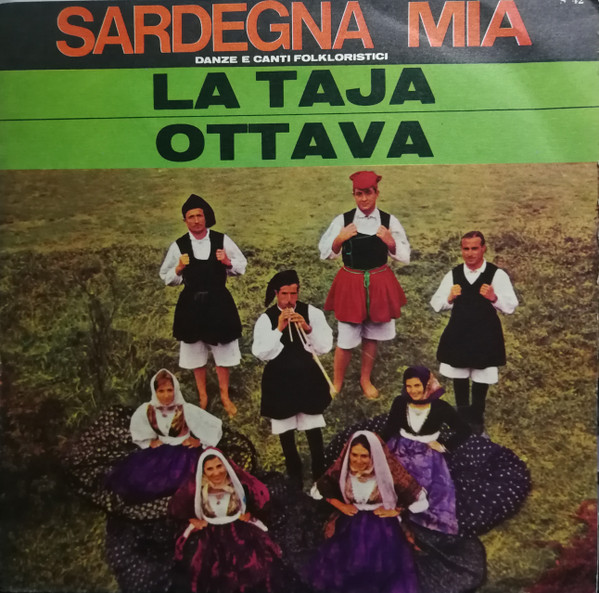 SARDEGNA MIA
DANZE E CANTI FOLKLORISTICI
LA TAJA
OTTAVA